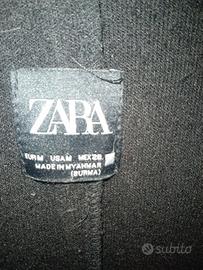 ZARA
EUR M USA M MEX 28
MADE IN MYANMAR
(BURMA)
subito